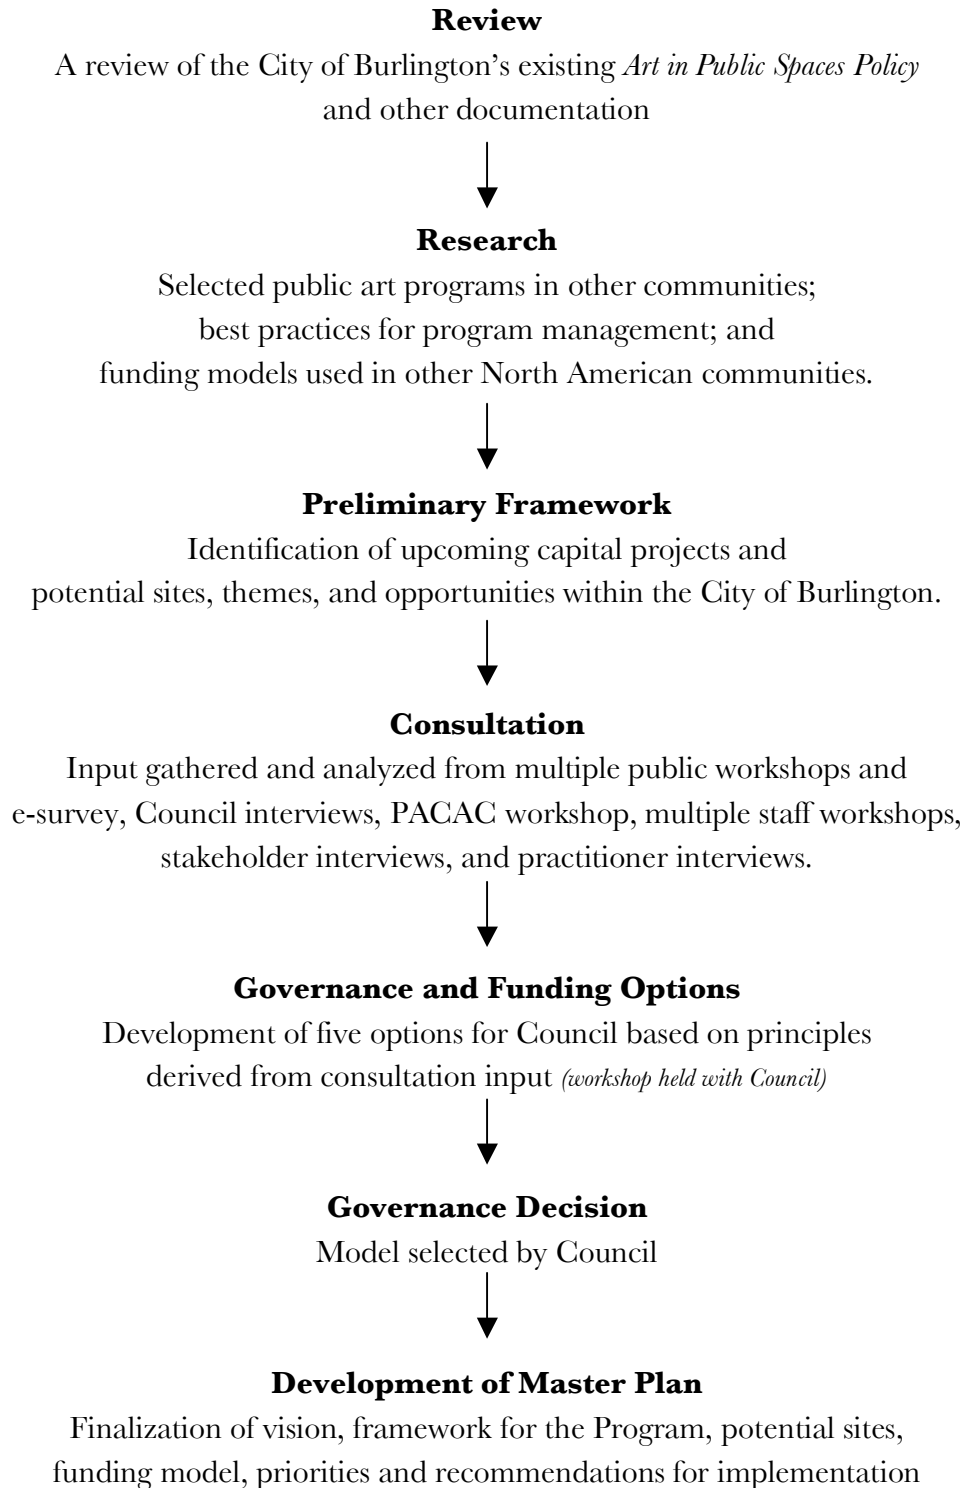 Review
A review of the City of Burlington’s existing Art in Public Spaces Policy
and other documentation
Research
Selected public art programs in other communities;
best practices for program management; and
funding models used in other North American communities.
Preliminary Framework
Identification of upcoming capital projects and
potential sites, themes, and opportunities within the City of Burlington.
Consultation
Input gathered and analyzed from multiple public workshops and
e-survey, Council interviews, PACAC workshop, multiple staff workshops,
stakeholder interviews, and practitioner interviews.
Governance and Funding Options
Development of five options for Council based on principles
derived from consultation input (workshop held with Council)
Governance Decision
Model selected by Council
Development of Master Plan
Finalization of vision, framework for the Program, potential sites,
funding model, priorities and recommendations for implementation